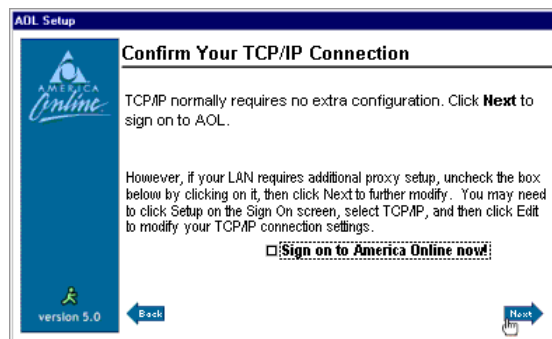 AOL Setup
Confirm Your TCP/IP Connection
AMERICA
Online
TCP/IP normally requires no extra configuration. Click Next to
sign on to AOL.
However, if your LAN requires additional proxy setup, uncheck the box
below by clicking on it, then click Next to further modify. You may need
to click Setup on the Sign On screen, select TCP/IP, and then click Edit
to modify your TCP/IP connection settings.
Sign on to America Online now!
version 5.0
Back
Next